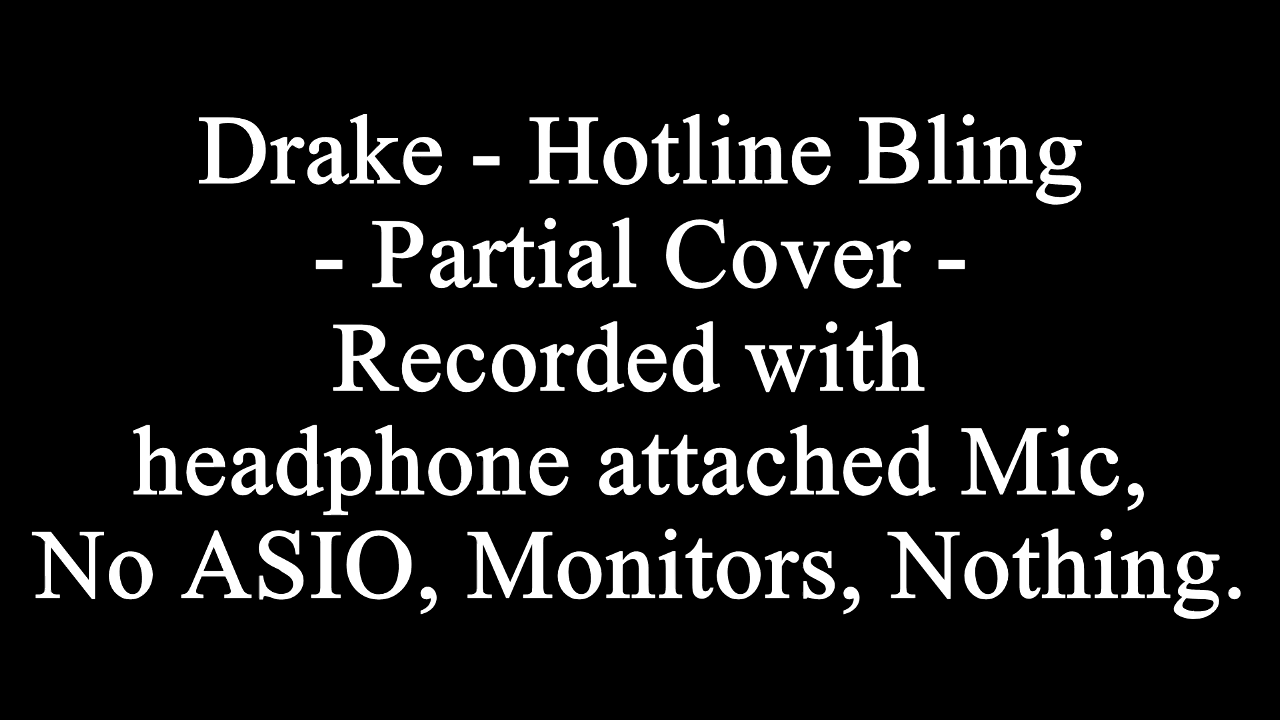 Drake - Hotline Bling
- Partial Cover -
Recorded with
headphone attached Mic,
No ASIO, Monitors, Nothing.